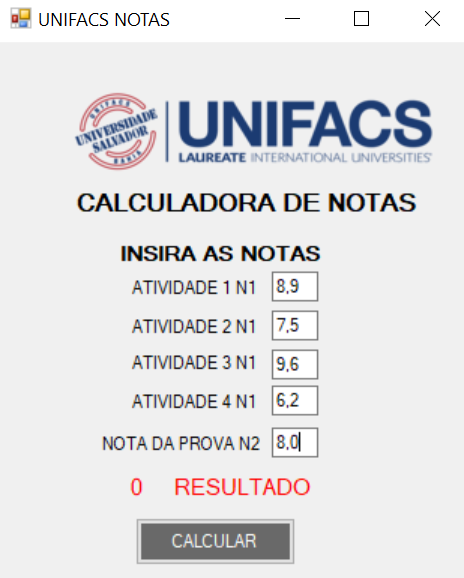 UNIFACS NOTAS
UNIFACS
UNIVERSIDADE
SALVADOR
BAHIA
UNIFACS
LAUREATE INTERNATIONAL UNIVERSITIES
CALCULADORA DE NOTAS
INSIRA AS NOTAS
ATIVIDADE 1 N1 8,9
ATIVIDADE 2 N1 7,5
ATIVIDADE 3 N1 9,6
ATIVIDADE 4 N1 6,2
NOTA DA PROVA N2 8,0
0 RESULTADO
CALCULAR